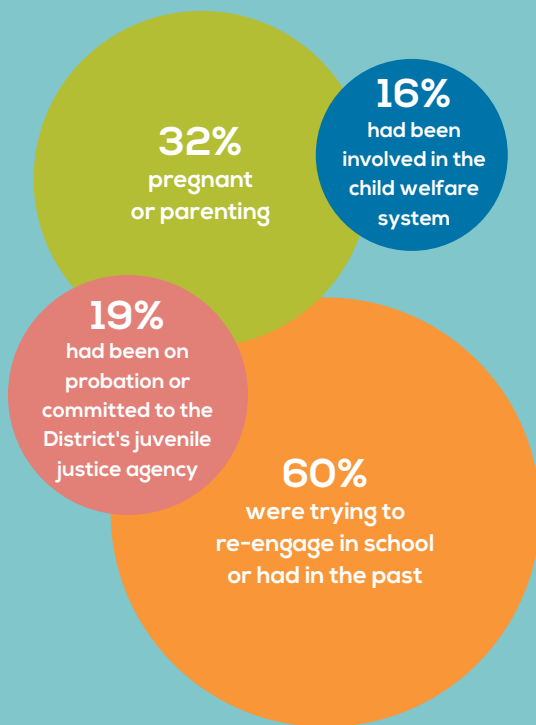 32%
pregnant
or parenting
16%
had been
involved in the
child welfare
system
19%
had been on
probation or
committed to the
District's juvenile
justice agency
60%
were trying to
re-engage in school
or had in the past